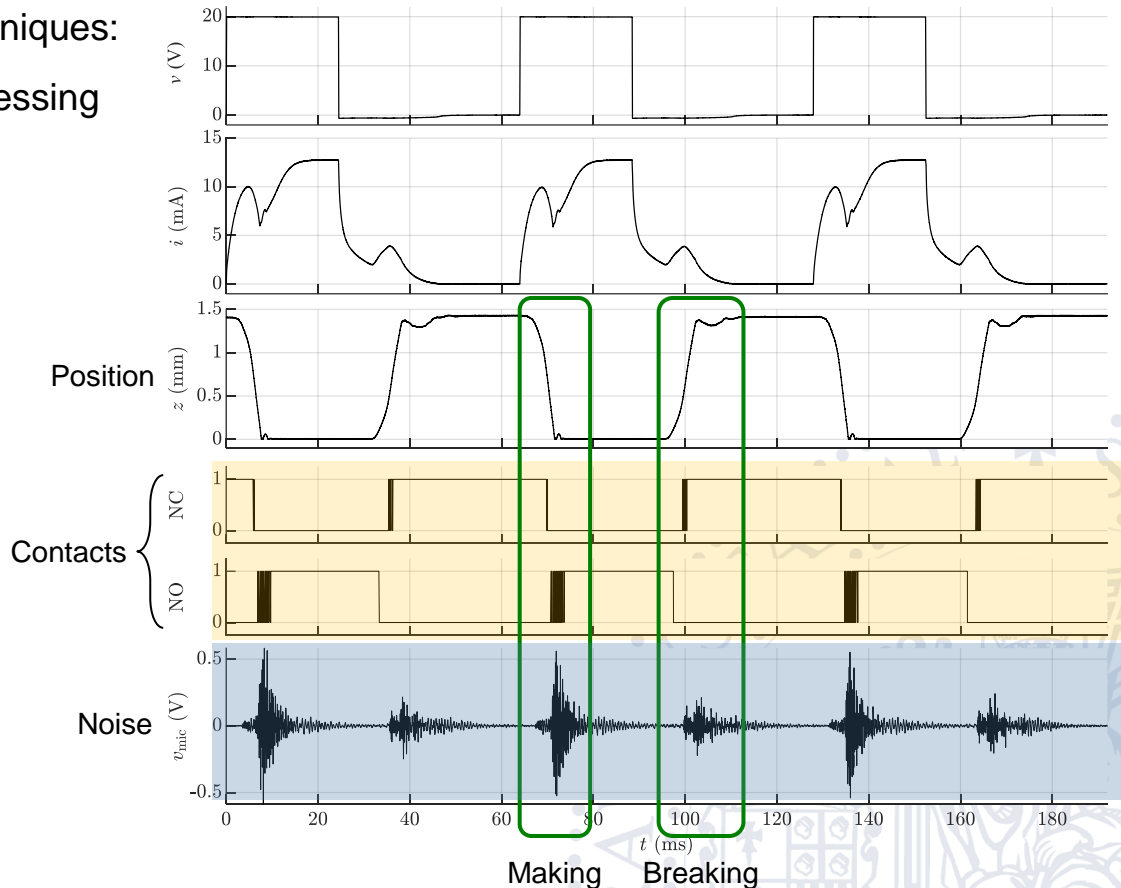 niques:
essing
v (V)
20
10
0
i (mA)
15
10
5
0
Position
z (mm)
1.5
1
0.5
0
Contacts
NC
1
0
NO
1
0
Noise
v_mic (V)
0.5
0
-0.5
0 20 40 60 80 100 120 140 160 180
t (ms)
Making Breaking